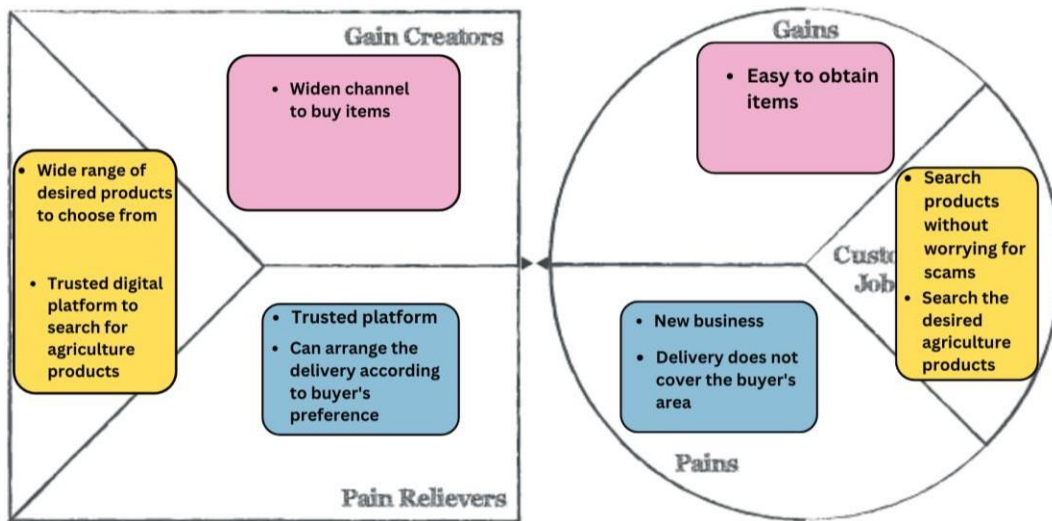 Gain Creators
• Widen channel
to buy items
• Wide range of
desired products
to choose from
• Trusted digital
platform to
search for
agriculture
products
• Trusted platform
• Can arrange the
delivery according
to buyer's
preference
Pain Relievers
Gains
• Easy to obtain
items
• Search
products
without
worrying for
scams
• Search the
desired
agriculture
products
• New business
• Delivery does not
cover the buyer's
area
Pains